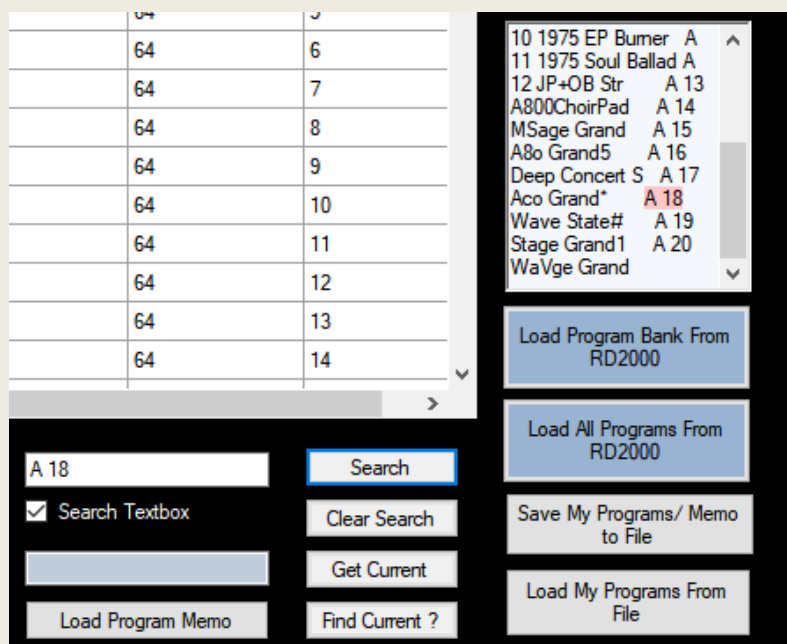 64 5
64 6
64 7
64 8
64 9
64 10
64 11
64 12
64 13
64 14
10 1975 EP Burner A
11 1975 Soul Ballad A
12 JP+OB Str A 13
A800ChoirPad A 14
MSage Grand A 15
A8o Grand5 A 16
Deep Concert S A 17
Aco Grand* A 18
Wave State# A 19
Stage Grand1 A 20
WaVge Grand
Load Program Bank From
RD2000
Load All Programs From
RD2000
A 18
Search
Search Textbox
Clear Search
Get Current
Load Program Memo
Find Current ?
Save My Programs/ Memo
to File
Load My Programs From
File